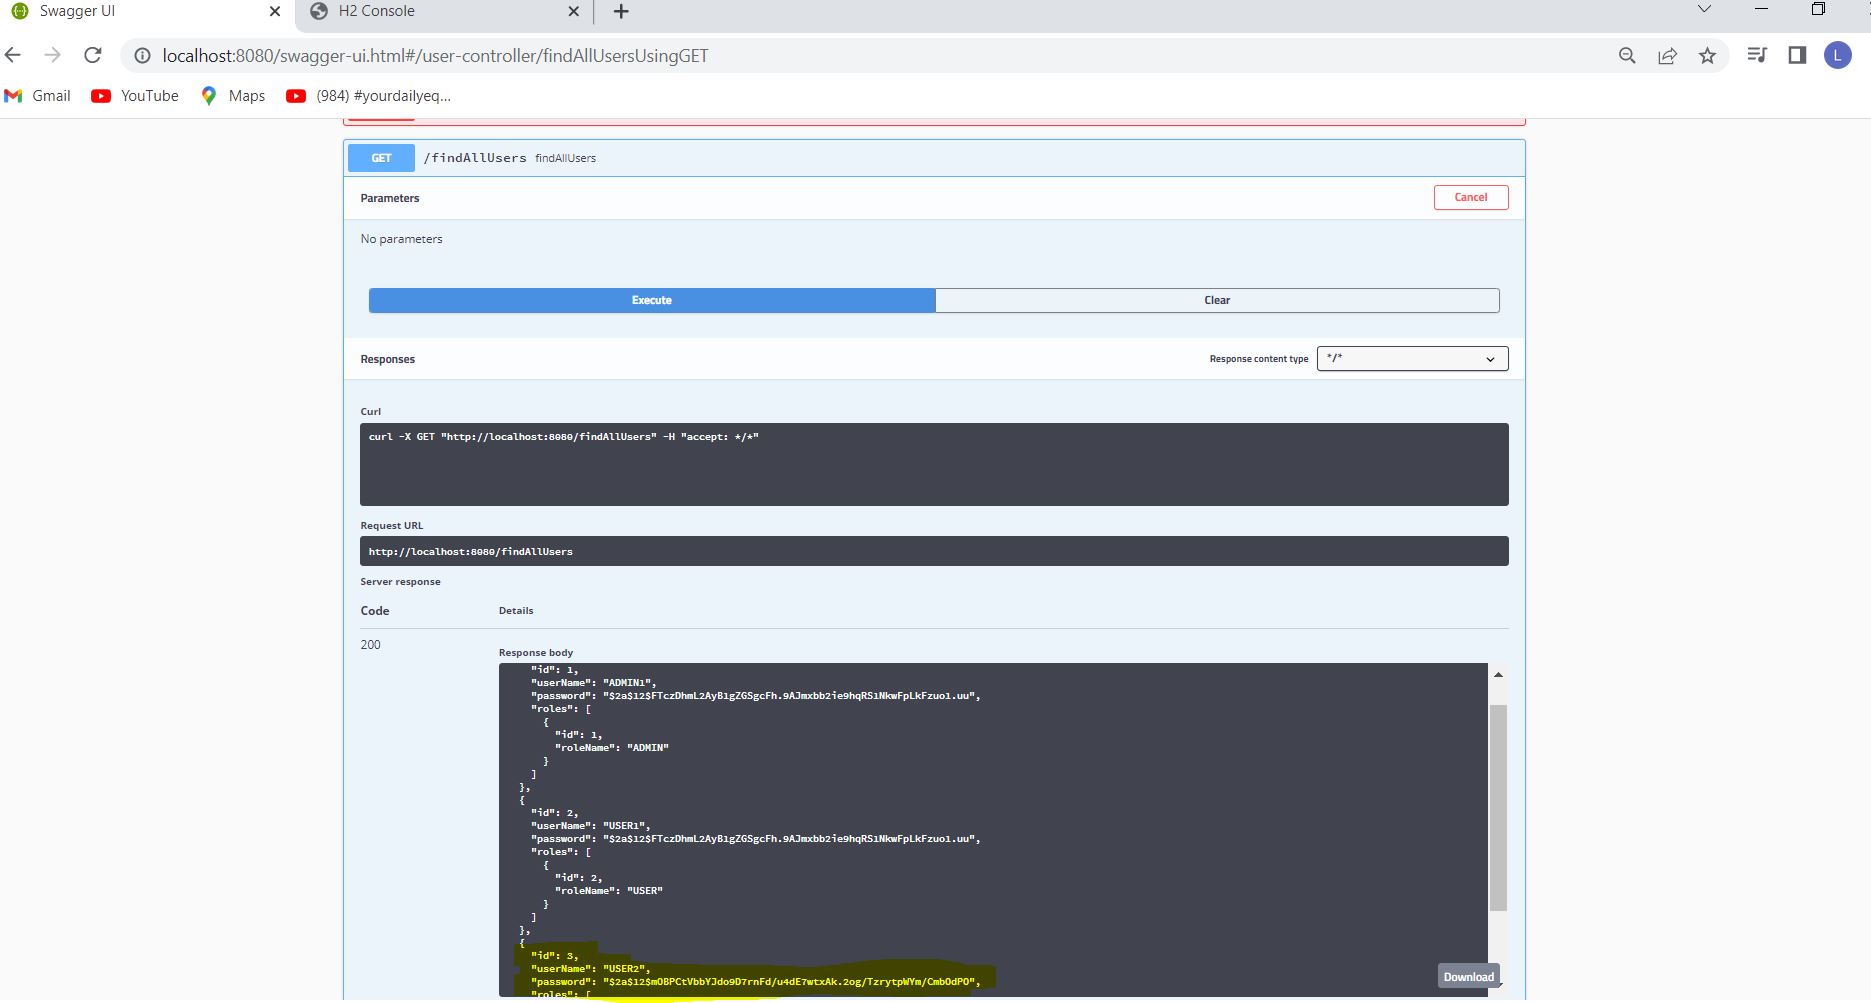 Swagger UI
H2 Console
localhost:8080/swagger-ui.html#/user-controller/findAllUsersUsingGET
L
Gmail YouTube Maps (984) #yourdailyeq...
GET /findAllUsers findAllUsers
Parameters
Cancel
No parameters
Execute
Clear
Responses
Response content type */*
Curl
curl -X GET "http://localhost:8080/findAllUsers" -H "accept: */*"
Request URL
http://localhost:8080/findAllUsers
Server response
Code Details
200
Response body
"id": 1,
"userName": "ADMIN1",
"password": "$2a$12$FTczDhmL2AyB1gZGSgcFh.9AJmxbb2ie9hqRS1NkwFpLkFzuo1.uu",
"roles": [
{
"id": 1,
"roleName": "ADMIN"
}
]
},
{
"id": 2,
"userName": "USER1",
"password": "$2a$12$FTczDhmL2AyB1gZGSgcFh.9AJmxbb2ie9hqRS1NkwFpLkFzuo1.uu",
"roles": [
{
"id": 2,
"roleName": "USER"
}
]
},
{
"id": 3,
"userName": "USER2",
"password": "$2a$12$mOBPCtVbbYJdo9D7rnFd/u4dE7wtxAk.2og/TzrytpWYm/CmbOdPO",
"roles": [
Download